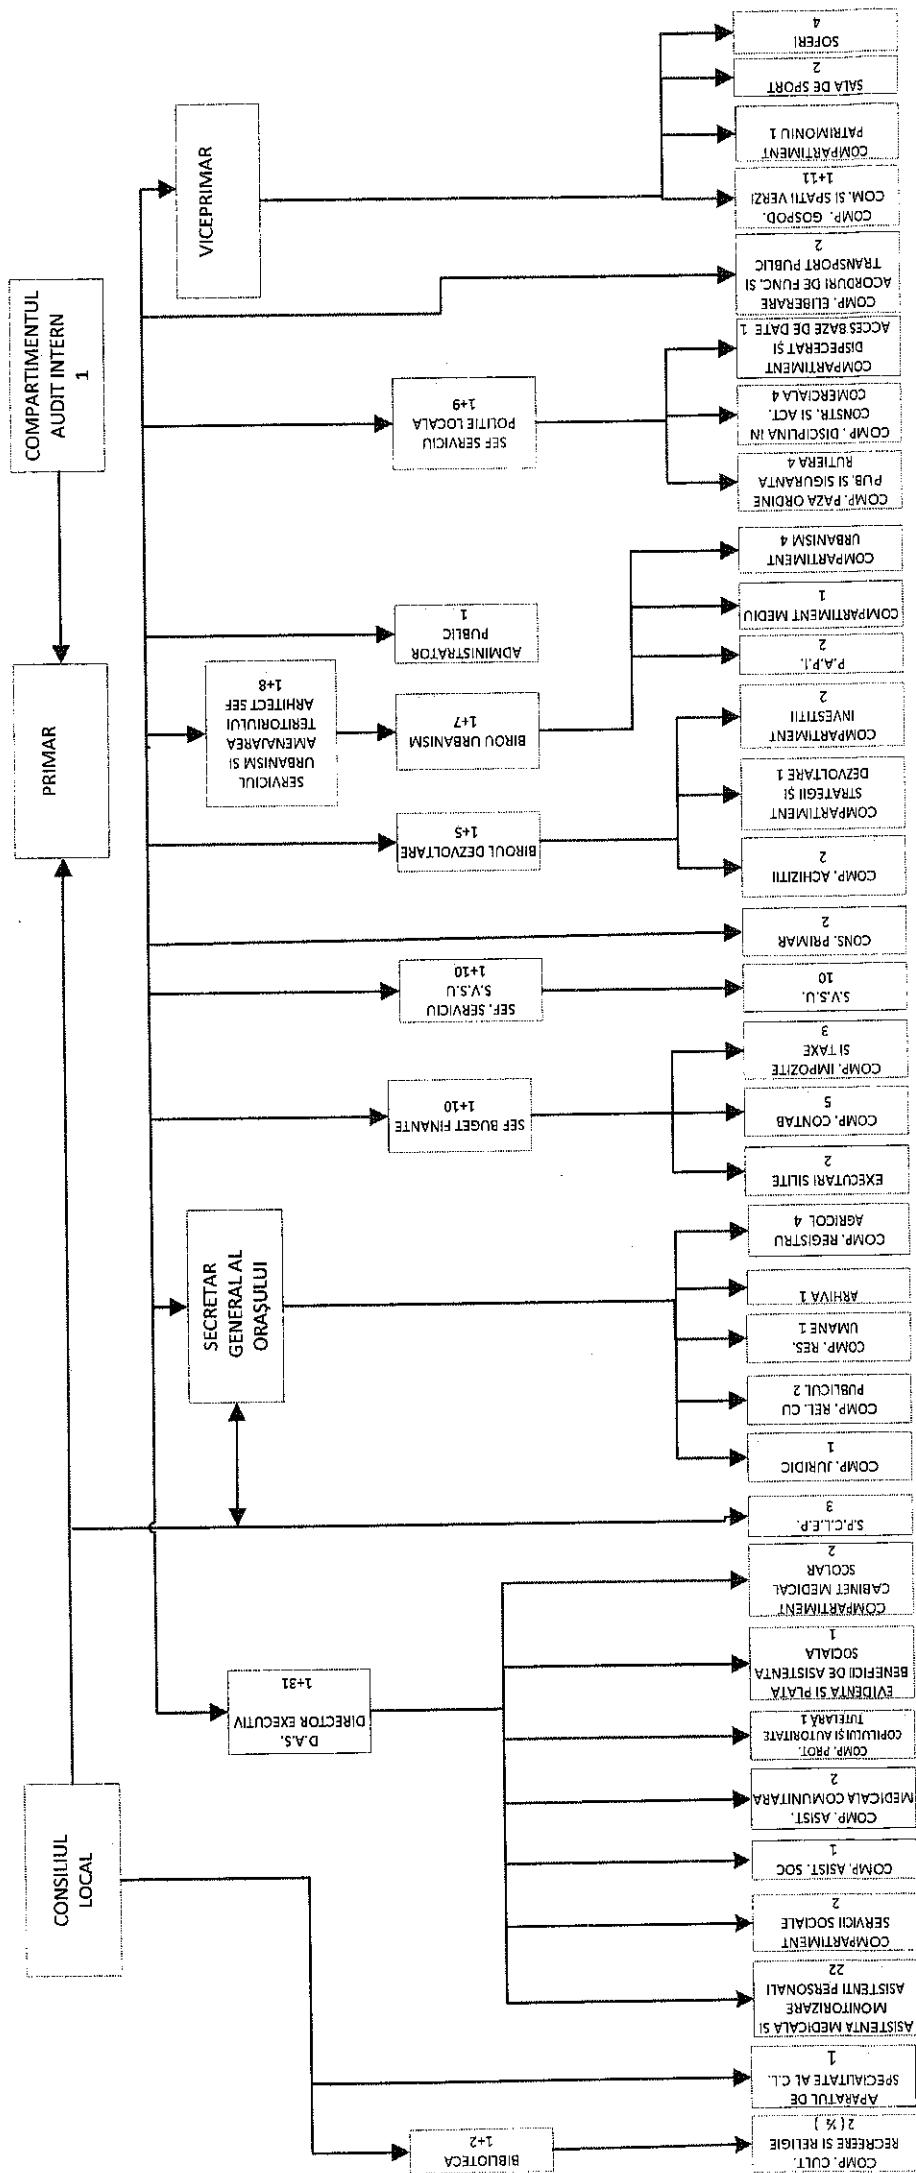 COMPARTIMENTUL
AUDIT INTERN
1
PRIMAR
CONSILIUL
LOCAL
VICEPRIMAR
SECRETAR
GENERAL AL
ORAŞULUI
SERVICIUL
URBANISM SI
AMENAJAREA
TERITORIULUI
ARHITECT SEF
1+8
D.A.S.
DIRECTOR EXECUTIV
1+31
BIBLIOTECA
1+2
SEF BUGET FINANTE
1+10
SEF. SERVICIU
S.V.S.U
1+10
BIROUL DEZVOLTARE
1+5
BIROU URBANISM
1+7
ADMINISTRATOR
PUBLIC
1
SEF SERVICIU
POLITIE LOCALA
1+9
COMP. CULT.
RECREERE SI RELIGIE
2 ( ½ )
APARATUL DE
SPECIALITATE AL C.L.
1
ASISTENTA MEDICALA SI
MONITORIZARE
ASISTENTI PERSONALI
22
COMPARTIMENT
SERVICII SOCIALE
2
COMP. ASIST. SOC
1
COMP. ASIST.
MEDICALA COMUNITARA
2
COMP. PROT.
COPILULUI ŞI AUTORITATE
TUTELARĂ 1
EVIDENTA SI PLATA
BENEFICII DE ASISTENTA
SOCIALA
1
COMPARTIMENT
CABINET MEDICAL
SCOLAR
2
S.P.C.L.E.P.
3
COMP. JURIDIC
1
COMP. REL. CU
PUBLICUL 2
COMP. RES.
UMANE 1
ARHIVA 1
COMP. REGISTRU
AGRICOL 4
EXECUTARI SILITE
2
COMP. CONTAB
5
COMP. IMPOZITE
SI TAXE
3
S.V.S.U.
10
CONS. PRIMAR
2
COMP. ACHIZITII
2
COMPARTIMENT
STRATEGII ŞI
DEZVOLTARE 1
COMPARTIMENT
INVESTITII
2
P.A.P.I.
2
COMPARTIMENT MEDIU
1
COMPARTIMENT
URBANISM 4
COMP. PAZA ORDINE
PUB. SI SIGURANTA
RUTIERA 4
COMP. DISCIPLINA IN
CONSTR. SI ACT.
COMERCIALA 4
COMPARTIMENT
DISPECERAT ŞI
ACCES BAZE DE DATE 1
COMP. ELIBERARE
ACORDURI DE FUNC. SI
TRANSPORT PUBLIC
2
COMP. GOSPOD.
COM. SI SPATII VERZI
1+11
COMPARTIMENT
PATRIMONIU 1
SALA DE SPORT
2
SOFERI
4